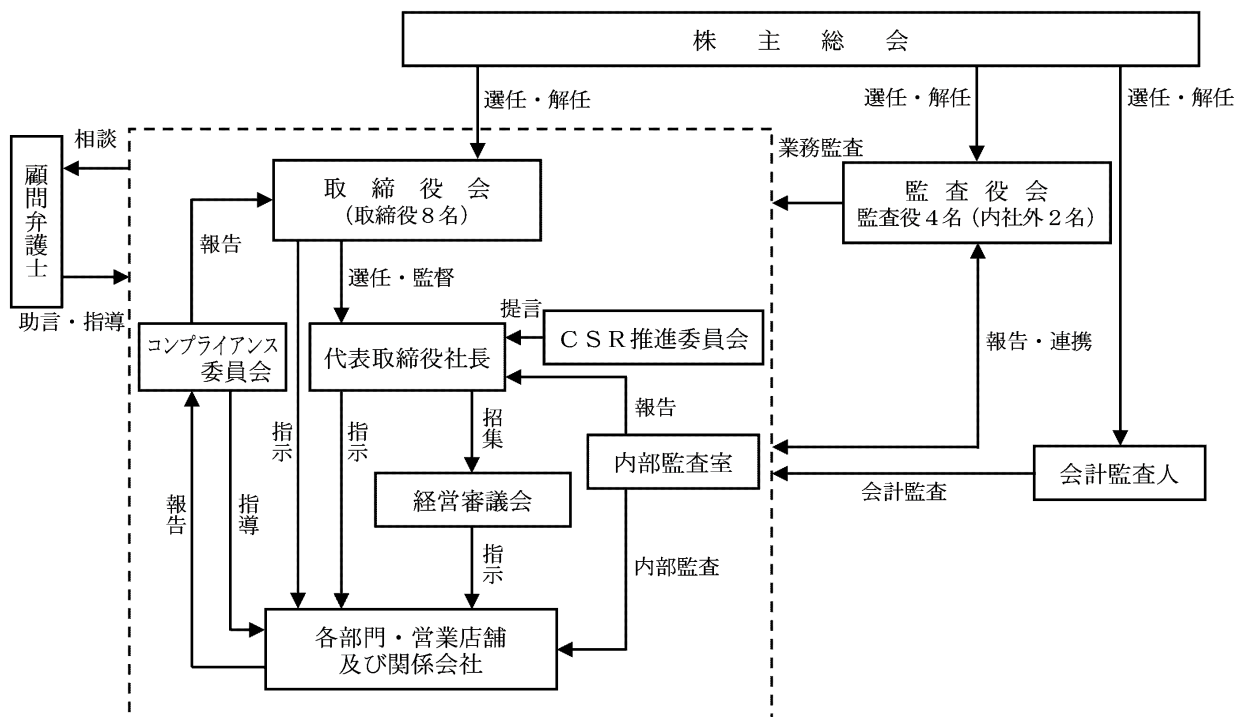 株主総会
選任・解任
選任・解任
選任・解任
相談
業務監査
顧問弁護士
取締役会
(取締役8名)
監査役会
監査役4名(内社外2名)
報告
選任・監督
助言・指導
提言
コンプライアンス
委員会
代表取締役社長
CSR推進委員会
報告・連携
指示
指示
招集
報告
内部監査室
会計監査人
会計監査
経営審議会
報告
指導
指示
内部監査
各部門・営業店舗
及び関係会社